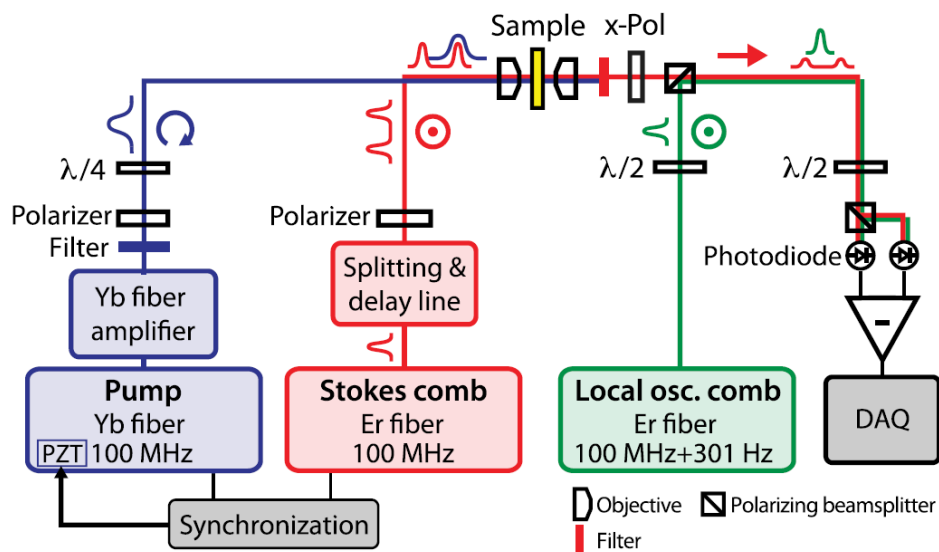 Sample
x-Pol
λ/4
λ/2
λ/2
Polarizer
Polarizer
Filter
Photodiode
Splitting &
delay line
Yb fiber
amplifier
-
Pump
Yb fiber
PZT 100 MHz
Stokes comb
Er fiber
100 MHz
Local osc. comb
Er fiber
100 MHz+301 Hz
DAQ
Synchronization
Objective
Polarizing beamsplitter
Filter